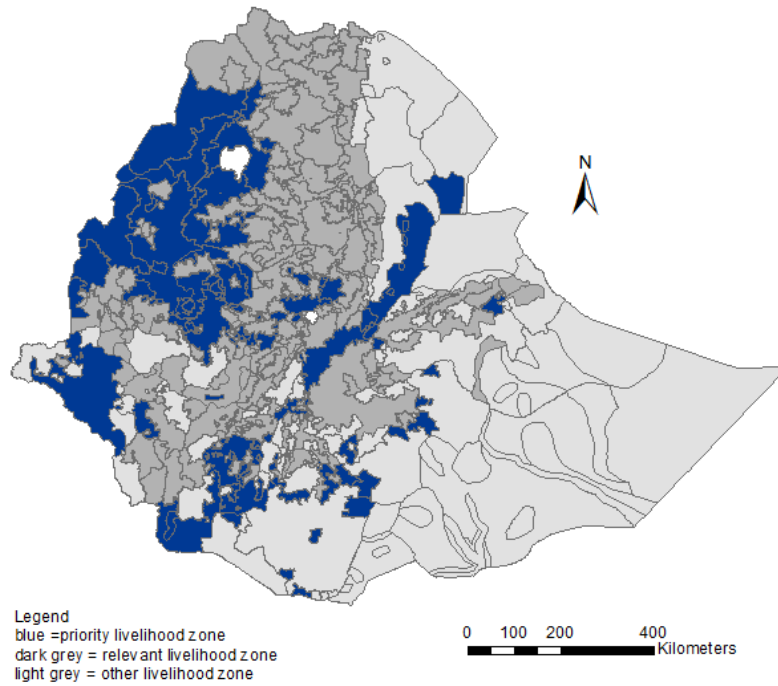 N
Legend
blue =priority livelihood zone
dark grey = relevant livelihood zone
light grey = other livelihood zone
0 100 200 400
Kilometers